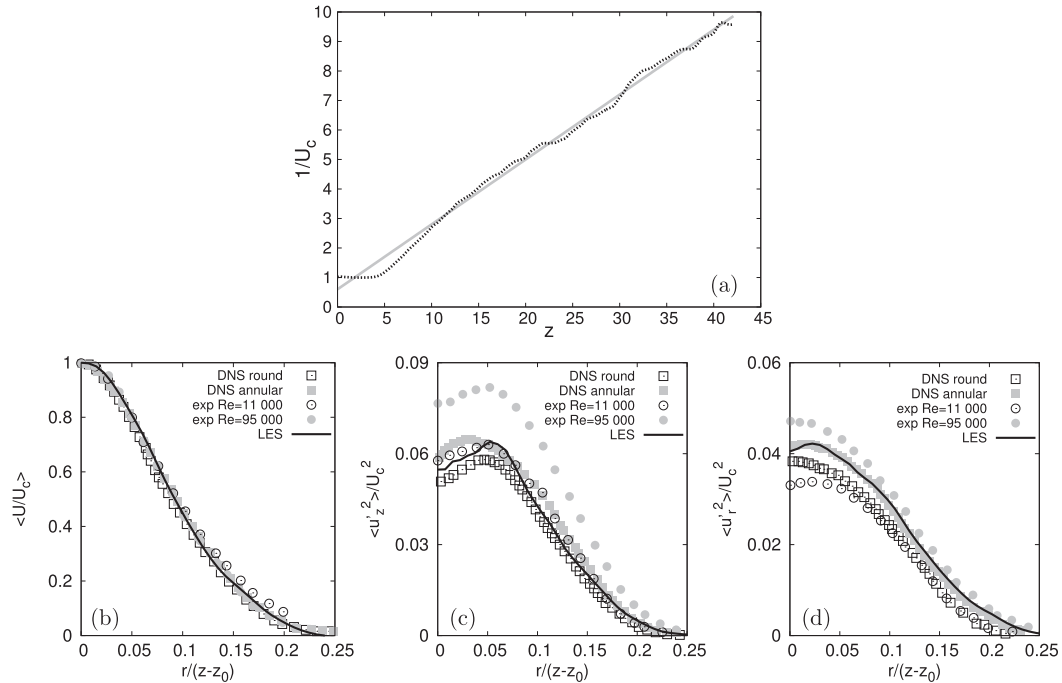 10
9
8
7
6
5
4
3
2
1
0
1/U_c
0 5 10 15 20 25 30 35 40 45
z
(a)
1
0.8
0.6
0.4
0.2
0
<U/U_c>
DNS round
DNS annular
exp Re=11 000
exp Re=95 000
LES
(b)
0 0.05 0.10 0.15 0.20 0.25
r/(z-z_0)
0.09
0.06
0.03
0
<u'_z^2>/U_c^2
DNS round
DNS annular
exp Re=11 000
exp Re=95 000
LES
(c)
0 0.05 0.10 0.15 0.20 0.25
r/(z-z_0)
0.06
0.04
0.02
0
<u'_r^2>/U_c^2
DNS round
DNS annular
exp Re=11 000
exp Re=95 000
LES
(d)
0 0.05 0.10 0.15 0.20 0.25
r/(z-z_0)